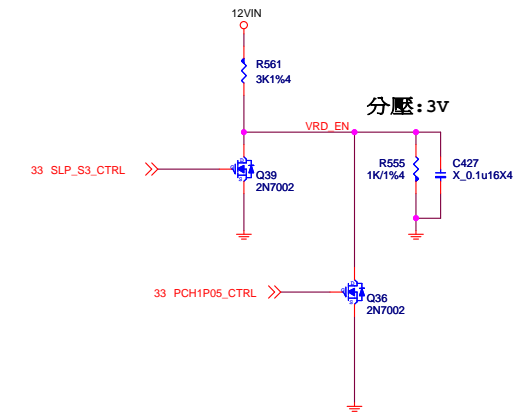 12VIN
R561
3K1%4
分壓:3V
VRD_EN
33 SLP_S3_CTRL
Q39
2N7002
R555
1K/1%4
C427
X_0.1u16X4
33 PCH1P05_CTRL
Q36
2N7002